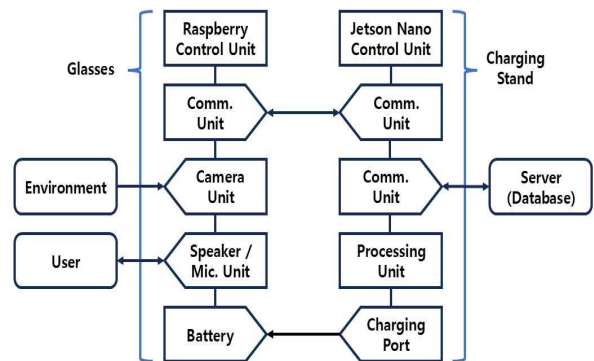 Raspberry
Control Unit
Jetson Nano
Control Unit
Glasses
Charging
Stand
Comm.
Unit
Comm.
Unit
Environment
Camera
Unit
Comm.
Unit
Server
(Database)
User
Speaker /
Mic. Unit
Processing
Unit
Battery
Charging
Port